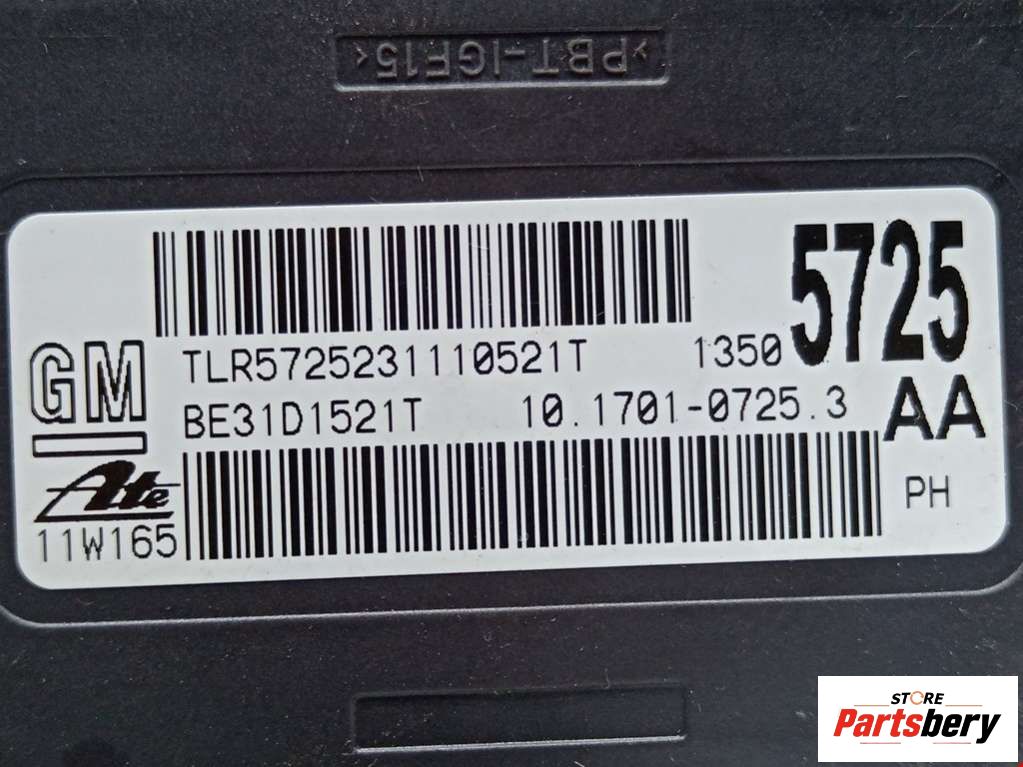 >PBT-IGF15<
TLR5725231110521T 1350 5725
GM
BE31D1521T 10.1701-0725.3 AA
Ate
11W165
PH
STORE
Partsbery